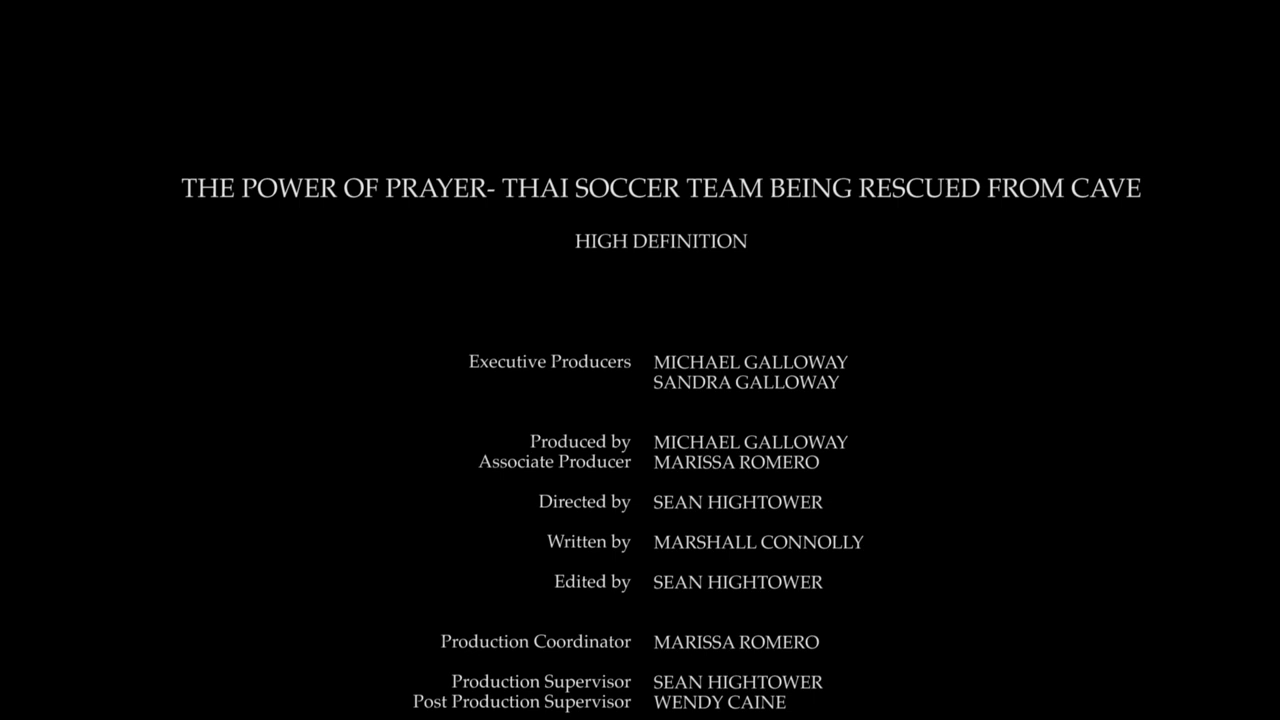 THE POWER OF PRAYER- THAI SOCCER TEAM BEING RESCUED FROM CAVE
HIGH DEFINITION
Executive Producers MICHAEL GALLOWAY
SANDRA GALLOWAY
Produced by MICHAEL GALLOWAY
Associate Producer MARISSA ROMERO
Directed by SEAN HIGHTOWER
Written by MARSHALL CONNOLLY
Edited by SEAN HIGHTOWER
Production Coordinator MARISSA ROMERO
Production Supervisor SEAN HIGHTOWER
Post Production Supervisor WENDY CAINE